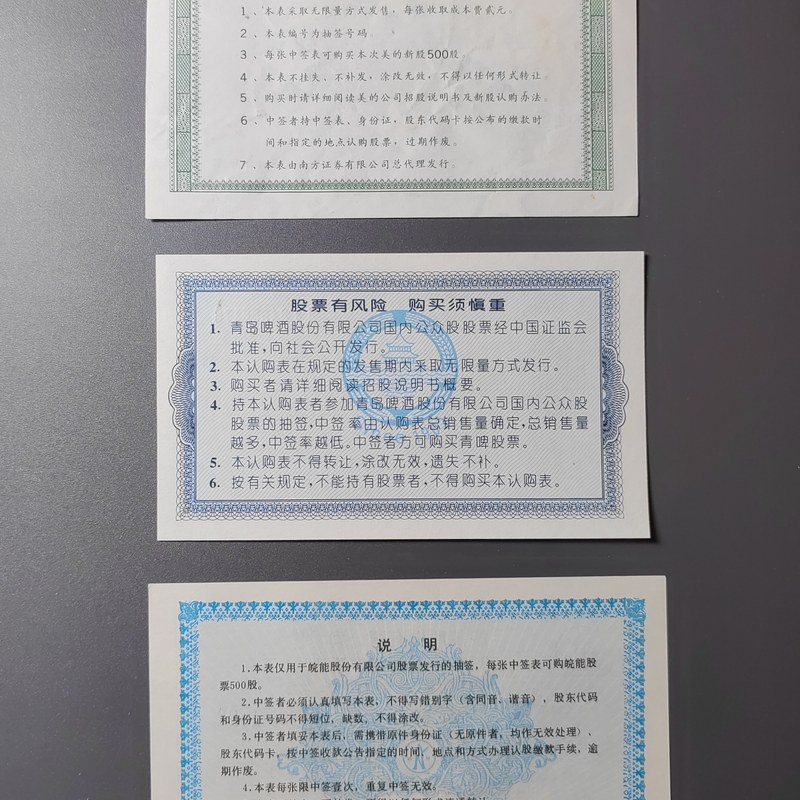 1、本表采取无限量方式发售，每张收取成本费贰元。
2、本表编号为抽签号码。
3、每张中签表可购买本次美的新股500股。
4、本表不挂失、不补发，涂改无效，不得以任何形式转让。
5、购买时请详细阅读美的公司招股说明书及新股认购办法。
6、中签者持中签表、身份证，股东代码卡按公布的缴款时
间和指定的地点认购股票，过期作废。
7、本表由南方证券有限公司总代理发行。
股票有风险 购买须慎重
1. 青岛啤酒股份有限公司国内公众股股票经中国证监会
批准，向社会公开发行。
2. 本认购表在规定的发售期内采取无限量方式发行。
3. 购买者请详细阅读招股说明书概要。
4. 持本认购表者参加青岛啤酒股份有限公司国内公众股
股票的抽签，中签率由认购表总销售量确定，总销售量
越多，中签率越低。中签者方可购买青啤股票。
5. 本认购表不得转让，涂改无效，遗失不补。
6. 按有关规定，不能持有股票者，不得购买本认购表。
说 明
1.本表仅用于皖能股份有限公司股票发行的抽签，每张中签表可购皖能股
票500股。
2.中签者必须认真填写本表，不得写错别字（含同音、谐音），股东代码
和身份证号码不得短位，缺数，不得涂改。
3.中签者填妥本表后，需携带原件身份证（无原件者，均作无效处理）、
股东代码卡，按中签收款公告指定的时间、地点和方式办理认股缴款手续，逾
期作废。
4.本表每张限中签壹次，重复中签无效。